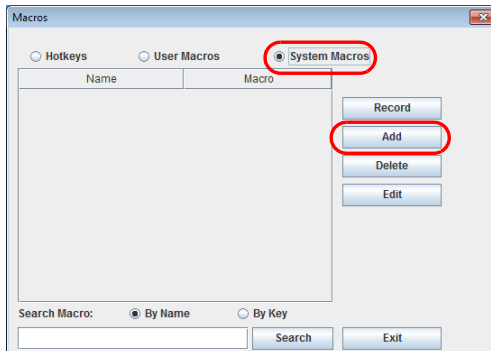 Macros
Hotkeys User Macros System Macros
Name Macro
Record
Add
Delete
Edit
Search Macro: By Name By Key
Search Exit